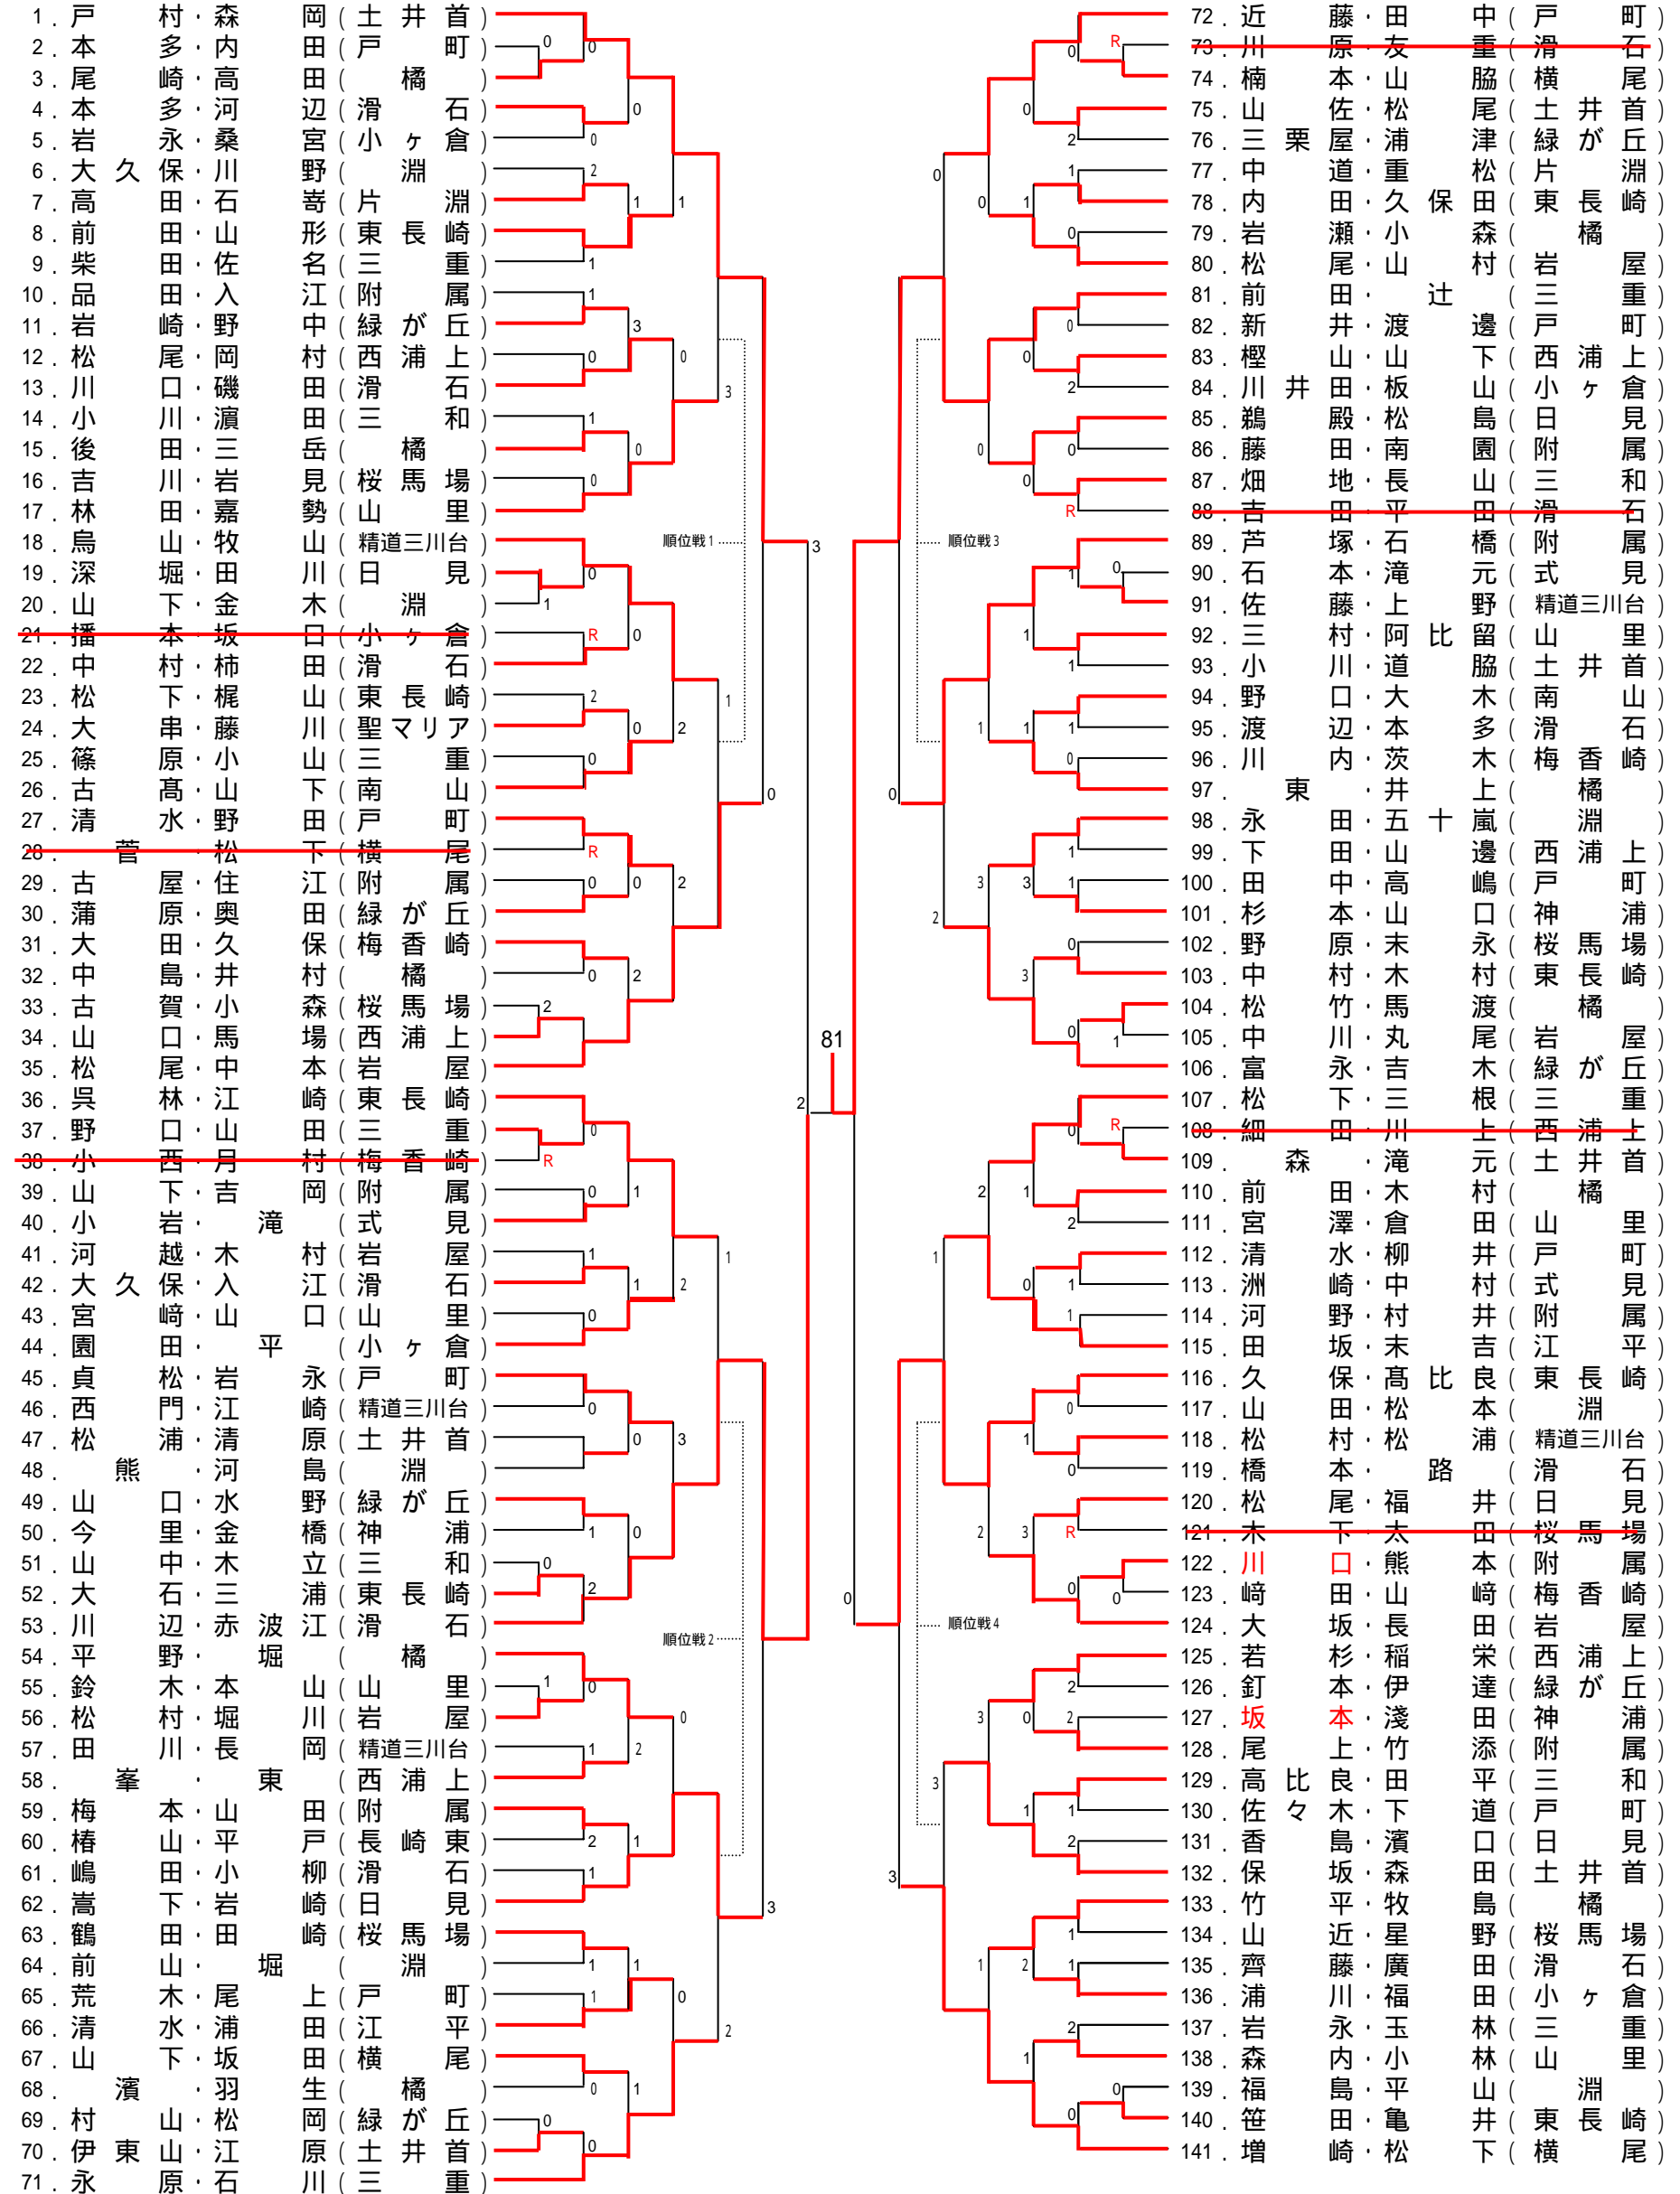 1 . 戸村・森岡 ( 土井首 )
2 . 本多・内田 ( 戸町 )
3 . 尾崎・高田 ( 橘 )
4 . 本多・河辺 ( 滑石 )
5 . 岩永・桑宮 ( 小ヶ倉 )
6 . 大久保・川野 ( 淵 )
7 . 高田・石嵜 ( 片淵 )
8 . 前田・山形 ( 東長崎 )
9 . 柴田・佐名 ( 三重 )
10 . 品田・入江 ( 附属 )
11 . 岩崎・野中 ( 緑が丘 )
12 . 松尾・岡村 ( 西浦上 )
13 . 川口・磯田 ( 滑石 )
14 . 小川・濵田 ( 三和 )
15 . 後田・三岳 ( 橘 )
16 . 吉川・岩見 ( 桜馬場 )
17 . 林田・嘉勢 ( 山里 )
18 . 鳥山・牧山 ( 精道三川台 )
19 . 深堀・田川 ( 日見 )
20 . 山下・金木 ( 淵 )
21 . 播本・坂口 ( 小ヶ倉 )
22 . 中村・柿田 ( 滑石 )
23 . 松下・梶山 ( 東長崎 )
24 . 大串・藤川 ( 聖マリア )
25 . 篠原・小山 ( 三重 )
26 . 古髙・山下 ( 南山 )
27 . 清水・野田 ( 戸町 )
28 . 菅・松下 ( 横尾 )
29 . 古屋・住江 ( 附属 )
30 . 蒲原・奥田 ( 緑が丘 )
31 . 大田・久保 ( 梅香崎 )
32 . 中島・井村 ( 橘 )
33 . 古賀・小森 ( 桜馬場 )
34 . 山口・馬場 ( 西浦上 )
35 . 松尾・中本 ( 岩屋 )
36 . 呉林・江崎 ( 東長崎 )
37 . 野口・山田 ( 三重 )
38 . 小西・月村 ( 梅香崎 )
39 . 山下・吉岡 ( 附属 )
40 . 小岩・滝 ( 式見 )
41 . 河越・木村 ( 岩屋 )
42 . 大久保・入江 ( 滑石 )
43 . 宮﨑・山口 ( 山里 )
44 . 園田・平 ( 小ヶ倉 )
45 . 貞松・岩永 ( 戸町 )
46 . 西門・江崎 ( 精道三川台 )
47 . 松浦・清原 ( 土井首 )
48 . 熊・河島 ( 淵 )
49 . 山口・水野 ( 緑が丘 )
50 . 今里・金橋 ( 神浦 )
51 . 山中・木立 ( 三和 )
52 . 大石・三浦 ( 東長崎 )
53 . 川辺・赤波江 ( 滑石 )
54 . 平野・堀 ( 橘 )
55 . 鈴木・本山 ( 山里 )
56 . 松村・堀川 ( 岩屋 )
57 . 田川・長岡 ( 精道三川台 )
58 . 峯・東 ( 西浦上 )
59 . 梅本・山田 ( 附属 )
60 . 椿山・平戸 ( 長崎東 )
61 . 嶋田・小柳 ( 滑石 )
62 . 嵩下・岩崎 ( 日見 )
63 . 鶴田・田崎 ( 桜馬場 )
64 . 前山・堀 ( 淵 )
65 . 荒木・尾上 ( 戸町 )
66 . 清水・浦田 ( 江平 )
67 . 山下・坂田 ( 横尾 )
68 . 濱・羽生 ( 橘 )
69 . 村山・松岡 ( 緑が丘 )
70 . 伊東山・江原 ( 土井首 )
71 . 永原・石川 ( 三重 )
順位戦1
順位戦2
81
順位戦3
順位戦4
72 . 近藤・田中 ( 戸町 )
73 . 川原・友重 ( 滑石 )
74 . 楠本・山脇 ( 横尾 )
75 . 山佐・松尾 ( 土井首 )
76 . 三栗屋・浦津 ( 緑が丘 )
77 . 中道・重松 ( 片淵 )
78 . 内田・久保田 ( 東長崎 )
79 . 岩瀬・小森 ( 橘 )
80 . 松尾・山村 ( 岩屋 )
81 . 前田・辻 ( 三重 )
82 . 新井・渡邊 ( 戸町 )
83 . 樫山・山下 ( 西浦上 )
84 . 川井田・板山 ( 小ヶ倉 )
85 . 鵜殿・松島 ( 日見 )
86 . 藤田・南園 ( 附属 )
87 . 畑地・長山 ( 三和 )
88 . 吉田・平田 ( 滑石 )
89 . 芦塚・石橋 ( 附属 )
90 . 石本・滝元 ( 式見 )
91 . 佐藤・上野 ( 精道三川台 )
92 . 三村・阿比留 ( 山里 )
93 . 小川・道脇 ( 土井首 )
94 . 野口・大木 ( 南山 )
95 . 渡辺・本多 ( 滑石 )
96 . 川内・茨木 ( 梅香崎 )
97 . 東・井上 ( 橘 )
98 . 永田・五十嵐 ( 淵 )
99 . 下田・山邊 ( 西浦上 )
100 . 田中・高嶋 ( 戸町 )
101 . 杉本・山口 ( 神浦 )
102 . 野原・末永 ( 桜馬場 )
103 . 中村・木村 ( 東長崎 )
104 . 松竹・馬渡 ( 橘 )
105 . 中川・丸尾 ( 岩屋 )
106 . 富永・吉木 ( 緑が丘 )
107 . 松下・三根 ( 三重 )
108 . 細田・川上 ( 西浦上 )
109 . 森・滝元 ( 土井首 )
110 . 前田・木村 ( 橘 )
111 . 宮澤・倉田 ( 山里 )
112 . 清水・柳井 ( 戸町 )
113 . 洲崎・中村 ( 式見 )
114 . 河野・村井 ( 附属 )
115 . 田坂・末吉 ( 江平 )
116 . 久保・髙比良 ( 東長崎 )
117 . 山田・松本 ( 淵 )
118 . 松村・松浦 ( 精道三川台 )
119 . 橋本・路 ( 滑石 )
120 . 松尾・福井 ( 日見 )
121 . 木下・太田 ( 桜馬場 )
122 . 川口・熊本 ( 附属 )
123 . 﨑田・山﨑 ( 梅香崎 )
124 . 大坂・長田 ( 岩屋 )
125 . 若杉・稲栄 ( 西浦上 )
126 . 釘本・伊達 ( 緑が丘 )
127 . 坂本・淺田 ( 神浦 )
128 . 尾上・竹添 ( 附属 )
129 . 高比良・田平 ( 三和 )
130 . 佐々木・下道 ( 戸町 )
131 . 香島・濱口 ( 日見 )
132 . 保坂・森田 ( 土井首 )
133 . 竹平・牧島 ( 橘 )
134 . 山近・星野 ( 桜馬場 )
135 . 齊藤・廣田 ( 滑石 )
136 . 浦川・福田 ( 小ヶ倉 )
137 . 岩永・玉林 ( 三重 )
138 . 森内・小林 ( 山里 )
139 . 福島・平山 ( 淵 )
140 . 笹田・亀井 ( 東長崎 )
141 . 増崎・松下 ( 横尾 )